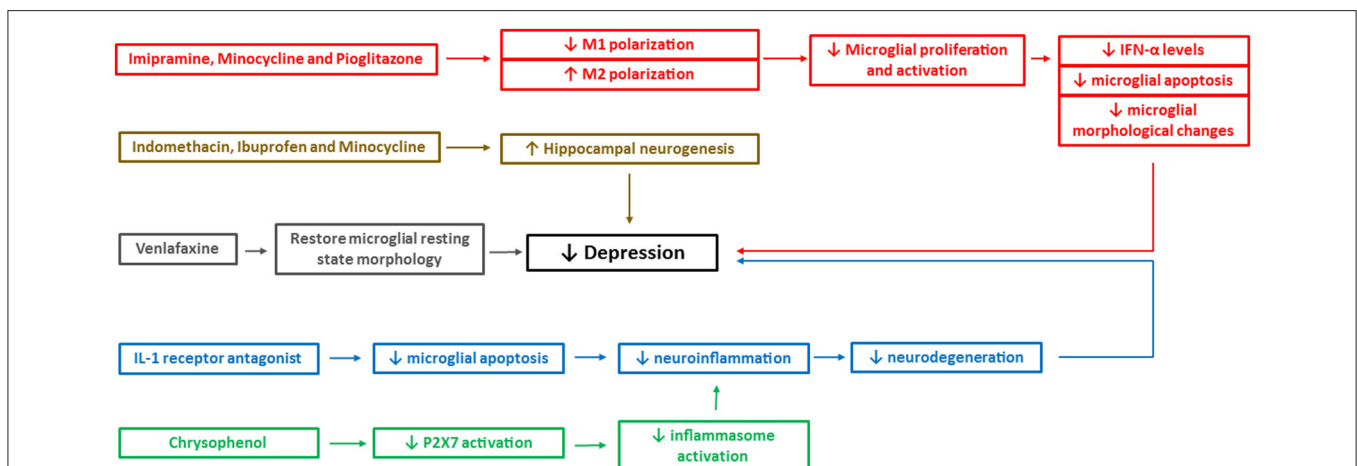 Imipramine, Minocycline and Pioglitazone
↓ M1 polarization
↑ M2 polarization
↓ Microglial proliferation
and activation
↓ IFN-α levels
↓ microglial apoptosis
↓ microglial
morphological changes
Indomethacin, Ibuprofen and Minocycline
↑ Hippocampal neurogenesis
Venlafaxine
Restore microglial resting
state morphology
↓ Depression
IL-1 receptor antagonist
↓ microglial apoptosis
↓ neuroinflammation
↓ neurodegeneration
Chrysophenol
↓ P2X7 activation
↓ inflammasome
activation